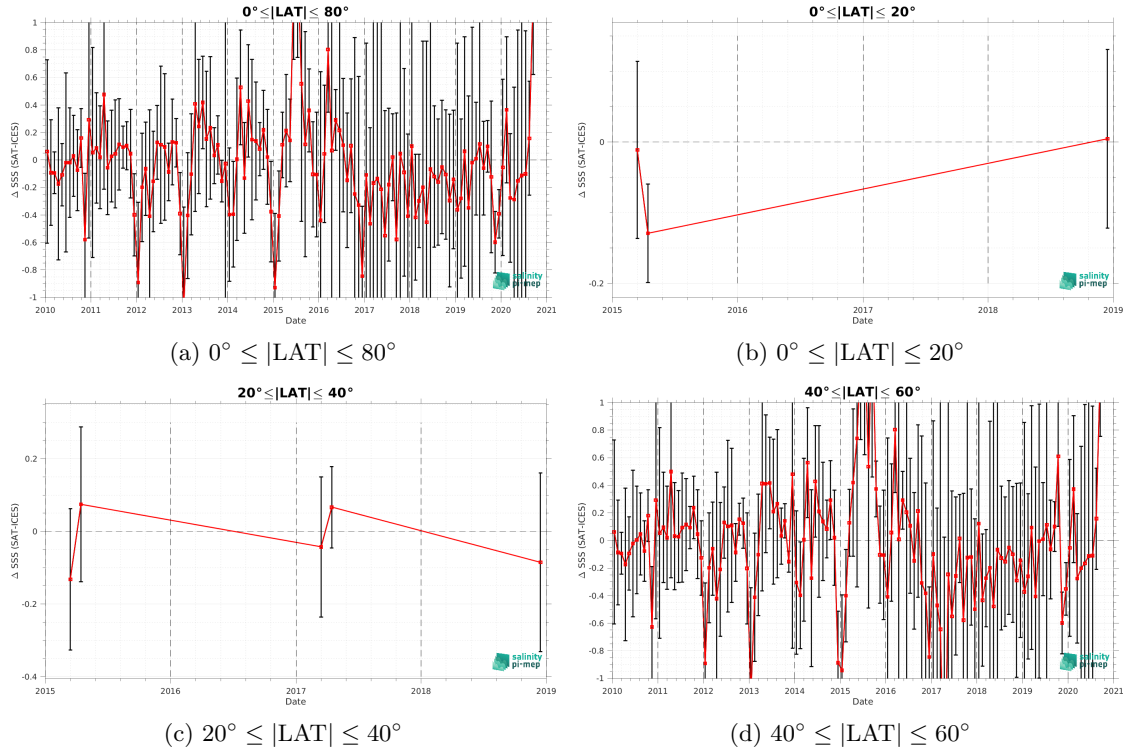 0°≤|LAT|≤ 80°
Δ SSS (SAT-ICES)
1
0.8
0.6
0.4
0.2
0
-0.2
-0.4
-0.6
-0.8
-1
2010 2011 2012 2013 2014 2015 2016 2017 2018 2019 2020 2021
Date
salinity
pi-mep
(a) 0° ≤ |LAT| ≤ 80°
0°≤|LAT|≤ 20°
Δ SSS (SAT-ICES)
0
-0.2
2015 2016 2017 2018 2019
Date
salinity
pi-mep
(b) 0° ≤ |LAT| ≤ 20°
20°≤|LAT|≤ 40°
Δ SSS (SAT-ICES)
0.2
0
-0.2
-0.4
2015 2016 2017 2018 2019
Date
salinity
pi-mep
(c) 20° ≤ |LAT| ≤ 40°
40°≤|LAT|≤ 60°
Δ SSS (SAT-ICES)
1
0.8
0.6
0.4
0.2
0
-0.2
-0.4
-0.6
-0.8
-1
2010 2011 2012 2013 2014 2015 2016 2017 2018 2019 2020 2021
Date
salinity
pi-mep
(d) 40° ≤ |LAT| ≤ 60°